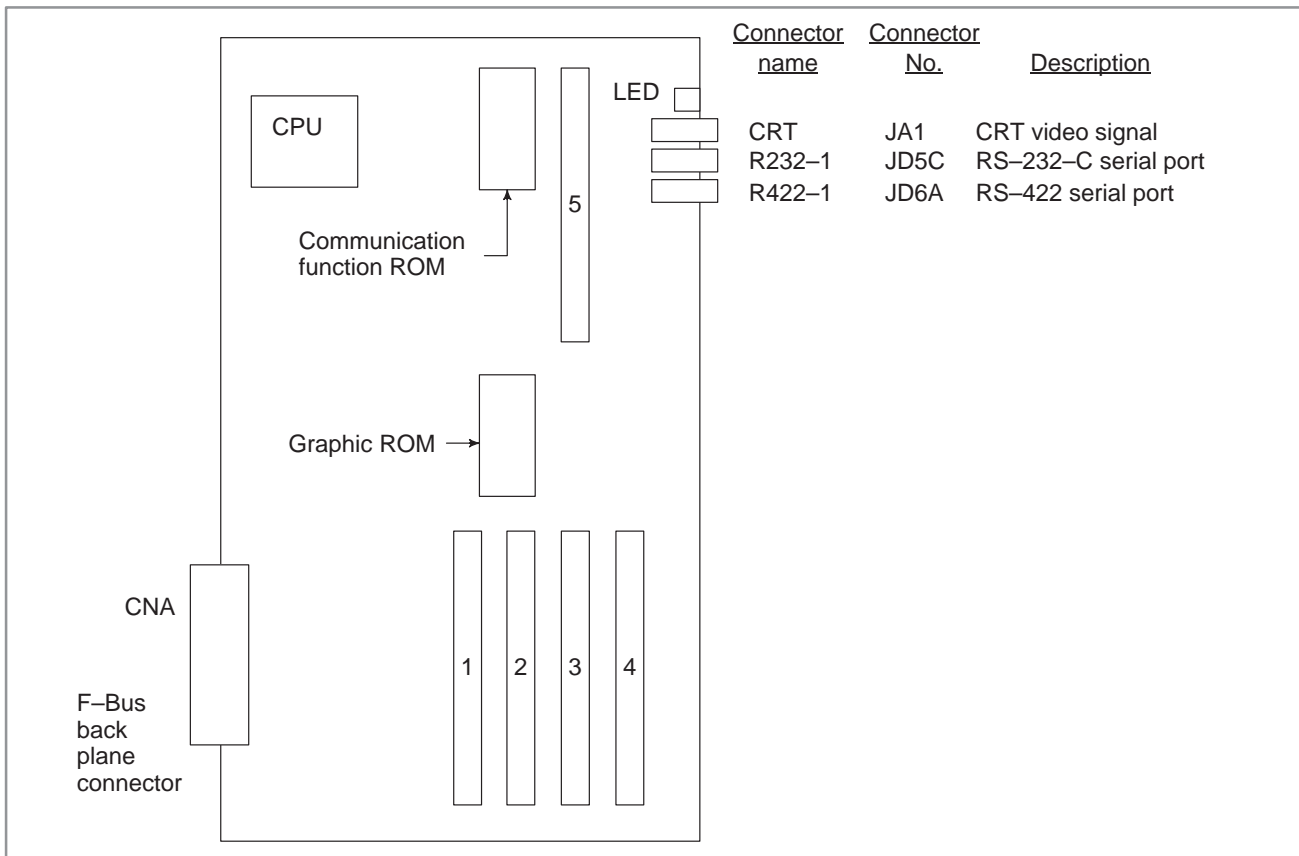 Connector name Connector No. Description
LED
CRT JA1 CRT video signal
R232–1 JD5C RS–232–C serial port
R422–1 JD6A RS–422 serial port
CPU
5
Communication
function ROM
Graphic ROM
CNA
1 2 3 4
F–Bus
back
plane
connector